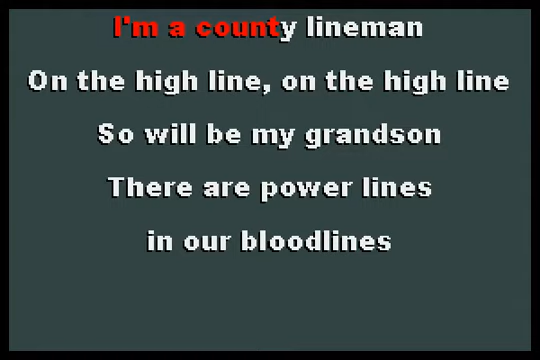 I'm a county lineman
On the high line, on the high line
So will be my grandson
There are power lines
in our bloodlines